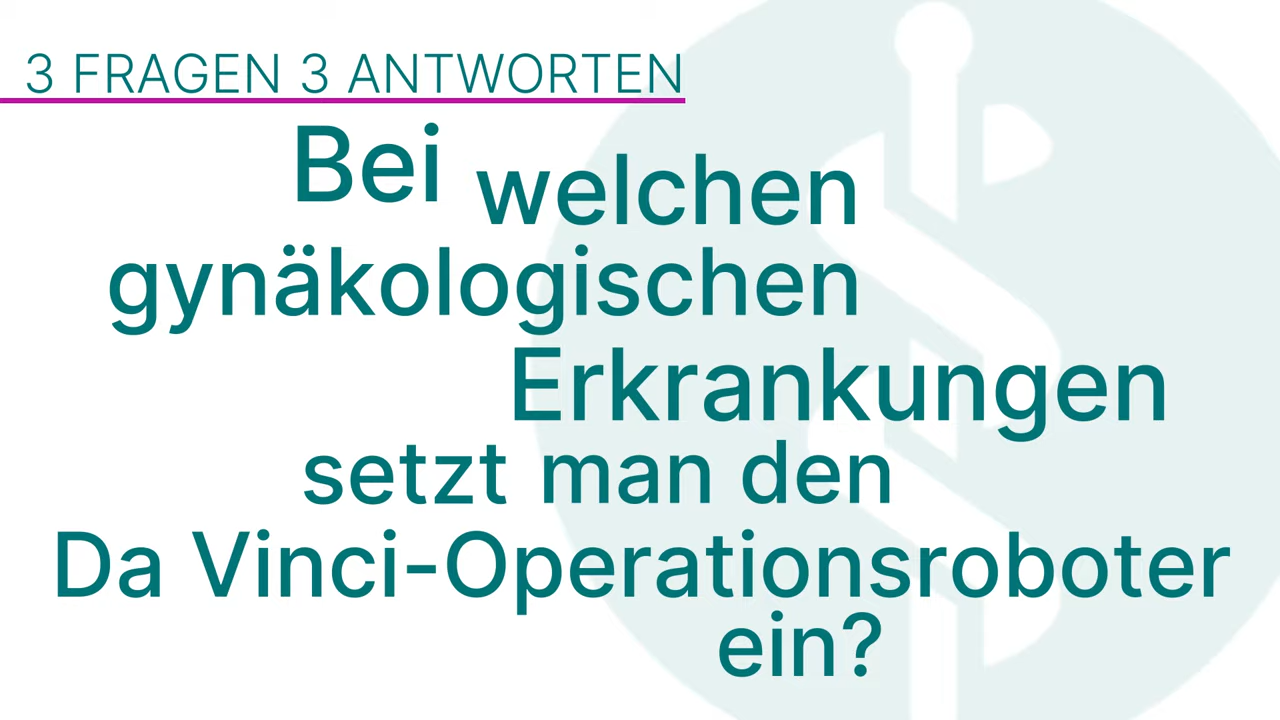 3 FRAGEN 3 ANTWORTEN
Bei welchen
gynäkologischen
Erkrankungen
setzt man den
Da Vinci-Operationsroboter
ein?